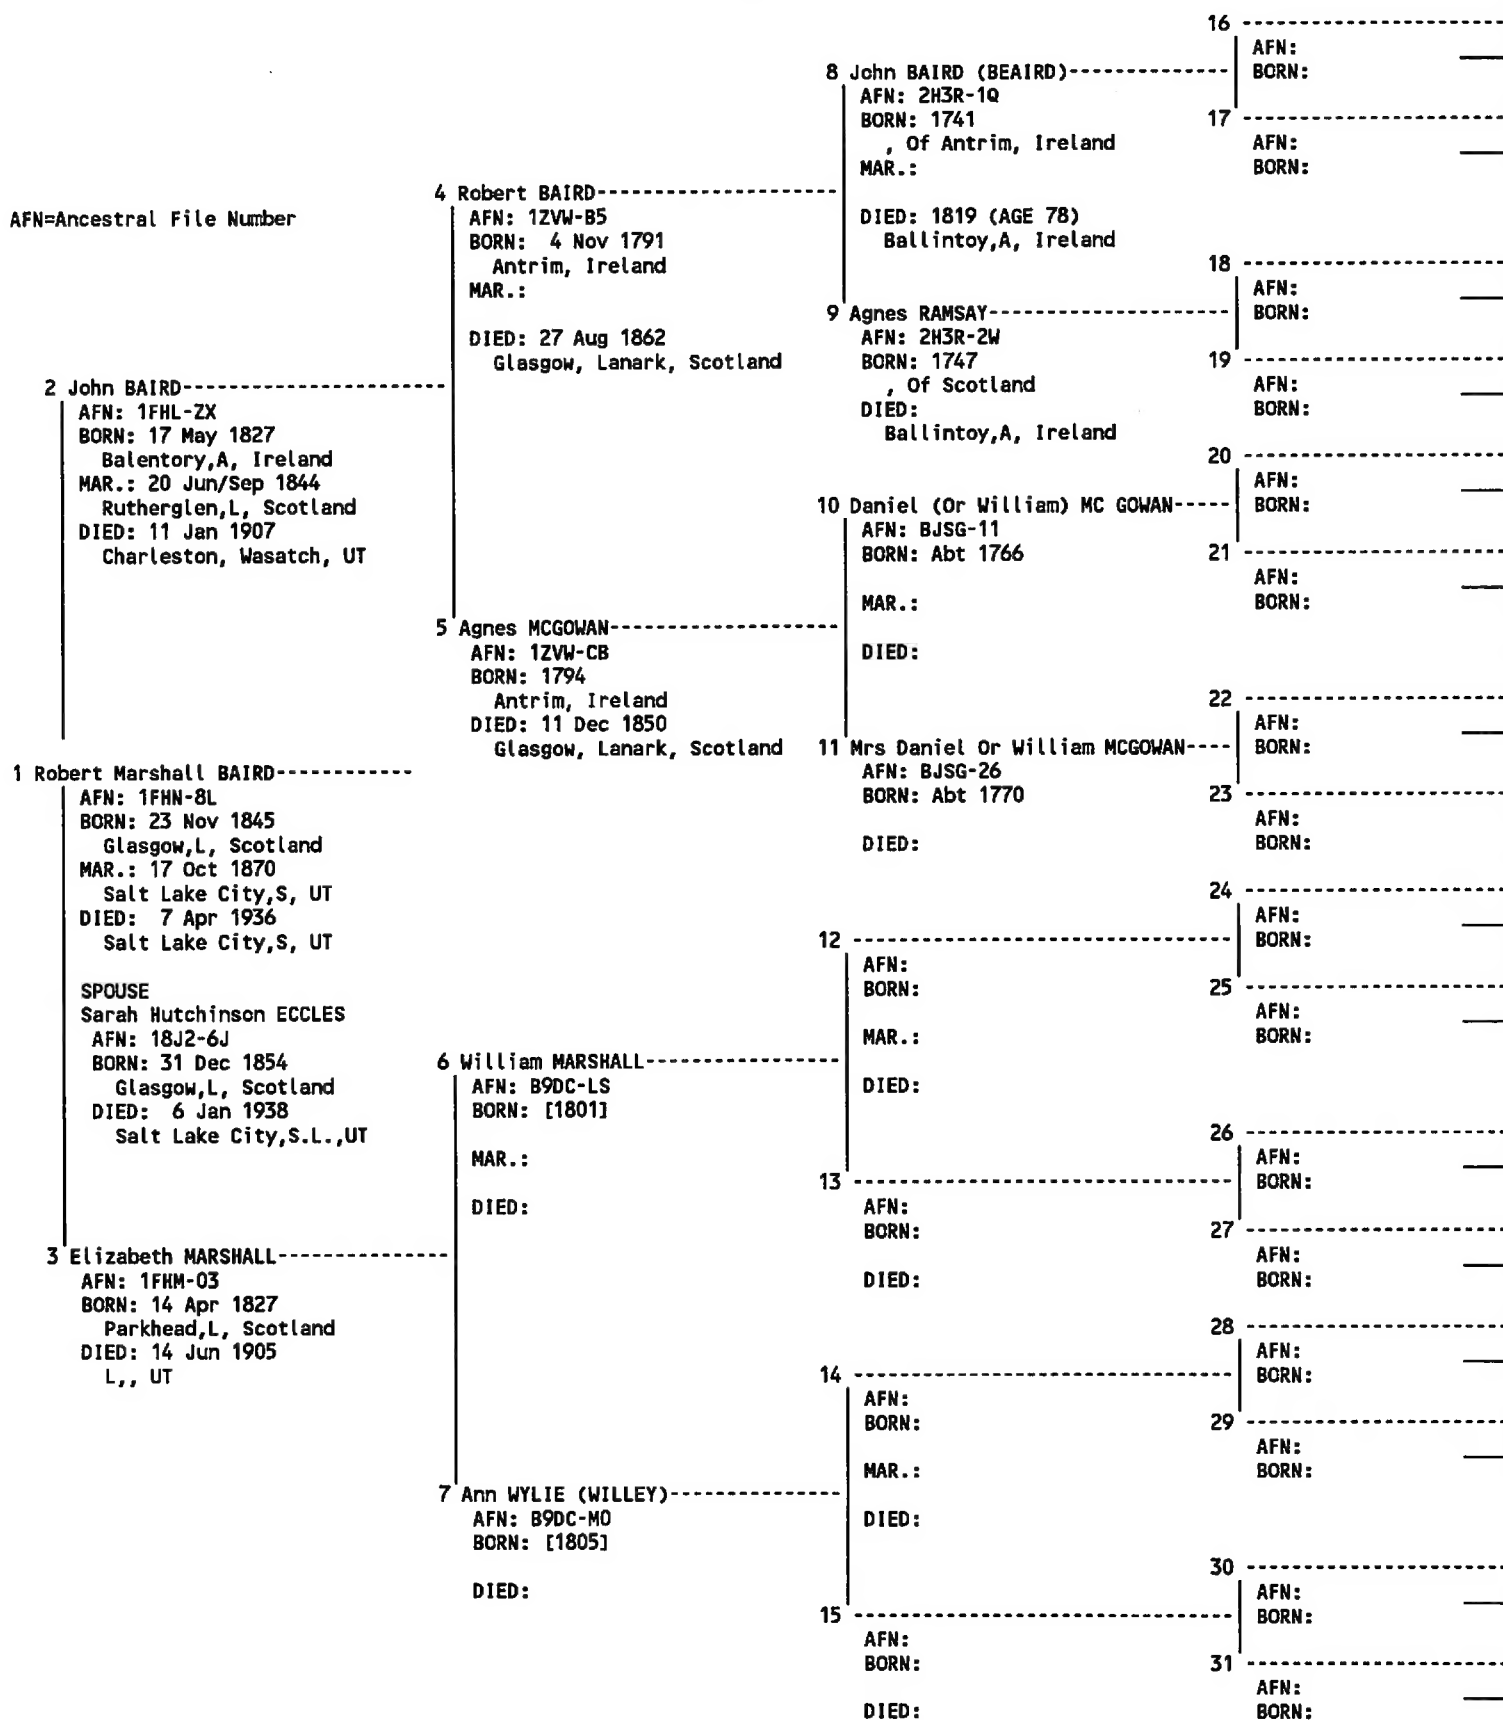 AFN=Ancestral File Number
1 Robert Marshall BAIRD------------
AFN: 1FHN-8L
BORN: 23 Nov 1845
Glasgow,L, Scotland
MAR.: 17 Oct 1870
Salt Lake City,S, UT
DIED: 7 Apr 1936
Salt Lake City,S, UT
SPOUSE
Sarah Hutchinson ECCLES
AFN: 18J2-6J
BORN: 31 Dec 1854
Glasgow,L, Scotland
DIED: 6 Jan 1938
Salt Lake City,S.L.,UT
2 John BAIRD-----------------------
AFN: 1FHL-ZX
BORN: 17 May 1827
Balentory,A, Ireland
MAR.: 20 Jun/Sep 1844
Rutherglen,L, Scotland
DIED: 11 Jan 1907
Charleston, Wasatch, UT
3 Elizabeth MARSHALL---------------
AFN: 1FHM-03
BORN: 14 Apr 1827
Parkhead,L, Scotland
DIED: 14 Jun 1905
L,, UT
4 Robert BAIRD---------------------
AFN: 1ZVW-B5
BORN: 4 Nov 1791
Antrim, Ireland
MAR.:
DIED: 27 Aug 1862
Glasgow, Lanark, Scotland
5 Agnes MCGOWAN--------------------
AFN: 1ZVW-CB
BORN: 1794
Antrim, Ireland
DIED: 11 Dec 1850
Glasgow, Lanark, Scotland
6 William MARSHALL-----------------
AFN: B9DC-LS
BORN: [1801]
MAR.:
DIED:
7 Ann WYLIE (WILLEY)---------------
AFN: B9DC-M0
BORN: [1805]
DIED:
8 John BAIRD (BEAIRD)--------------
AFN: 2H3R-1Q
BORN: 1741
, Of Antrim, Ireland
MAR.:
DIED: 1819 (AGE 78)
Ballintoy,A, Ireland
9 Agnes RAMSAY---------------------
AFN: 2H3R-2W
BORN: 1747
, Of Scotland
DIED:
Ballintoy,A, Ireland
10 Daniel (Or William) MC GOWAN-----
AFN: BJSG-11
BORN: Abt 1766
MAR.:
DIED:
11 Mrs Daniel Or William MCGOWAN----
AFN: BJSG-26
BORN: Abt 1770
DIED:
12 --------------------------------
AFN:
BORN:
MAR.:
DIED:
13 --------------------------------
AFN:
BORN:
DIED:
14 --------------------------------
AFN:
BORN:
MAR.:
DIED:
15 --------------------------------
AFN:
BORN:
DIED:
16 ----------------------
AFN:
BORN:
17 ----------------------
AFN:
BORN:
18 ----------------------
AFN:
BORN:
19 ----------------------
AFN:
BORN:
20 ----------------------
AFN:
BORN:
21 ----------------------
AFN:
BORN:
22 ----------------------
AFN:
BORN:
23 ----------------------
AFN:
BORN:
24 ----------------------
AFN:
BORN:
25 ----------------------
AFN:
BORN:
26 ----------------------
AFN:
BORN:
27 ----------------------
AFN:
BORN:
28 ----------------------
AFN:
BORN:
29 ----------------------
AFN:
BORN:
30 ----------------------
AFN:
BORN:
31 ----------------------
AFN:
BORN: